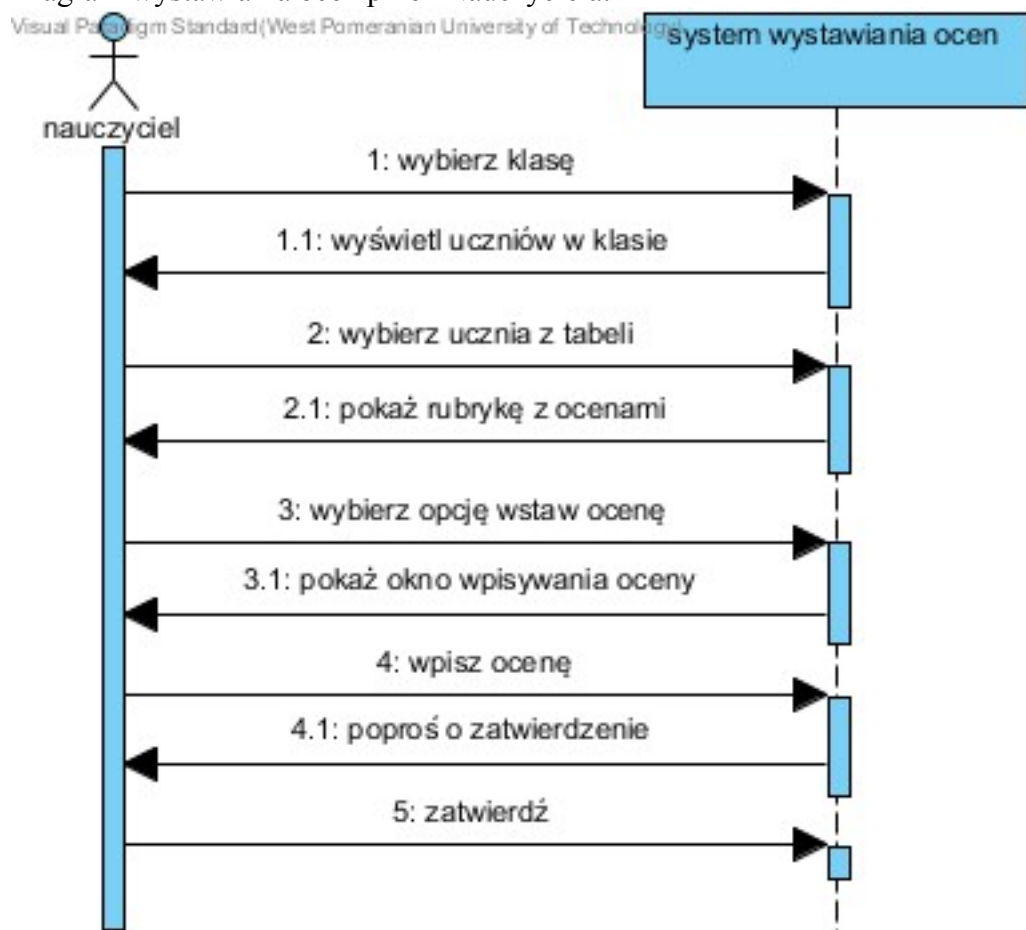 Visual Paradigm Standard(West Pomeranian University of Technology)
system wystawiania ocen
nauczyciel
1: wybierz klasę
1.1: wyświetl uczniów w klasie
2: wybierz ucznia z tabeli
2.1: pokaż rubrykę z ocenami
3: wybierz opcję wstaw ocenę
3.1: pokaż okno wpisywania oceny
4: wpisz ocenę
4.1: poproś o zatwierdzenie
5: zatwierdź